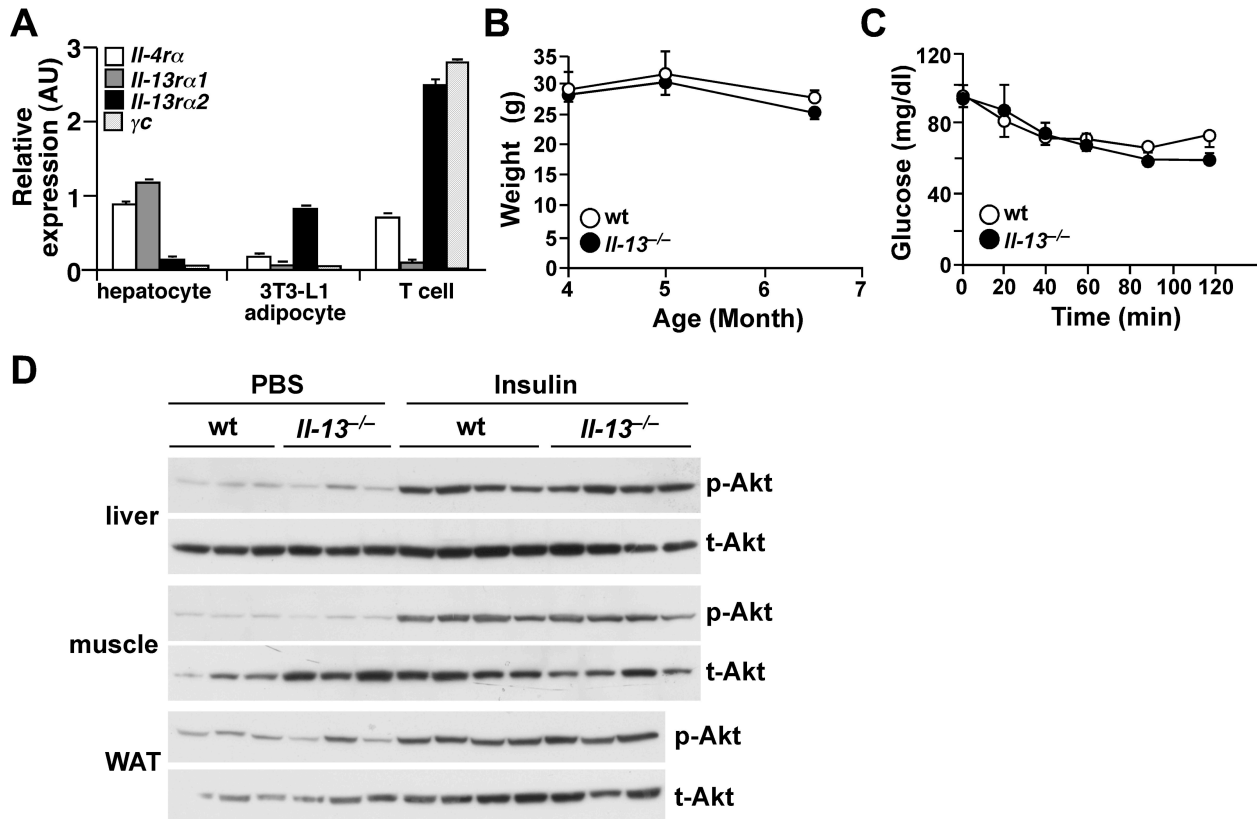 A
Relative
expression (AU)
3
2
1
0
Il-4rα
Il-13rα1
Il-13rα2
γc
hepatocyte
3T3-L1
adipocyte
T cell
B
Weight (g)
35
30
25
20
15
10
5
0
wt
Il-13–/–
4
5
6
7
Age (Month)
C
Glucose (mg/dl)
120
80
40
0
wt
Il-13–/–
0
20
40
60
80
100
120
Time (min)
D
PBS
Insulin
wt
Il-13–/–
wt
Il-13–/–
liver
p-Akt
t-Akt
muscle
p-Akt
t-Akt
WAT
p-Akt
t-Akt